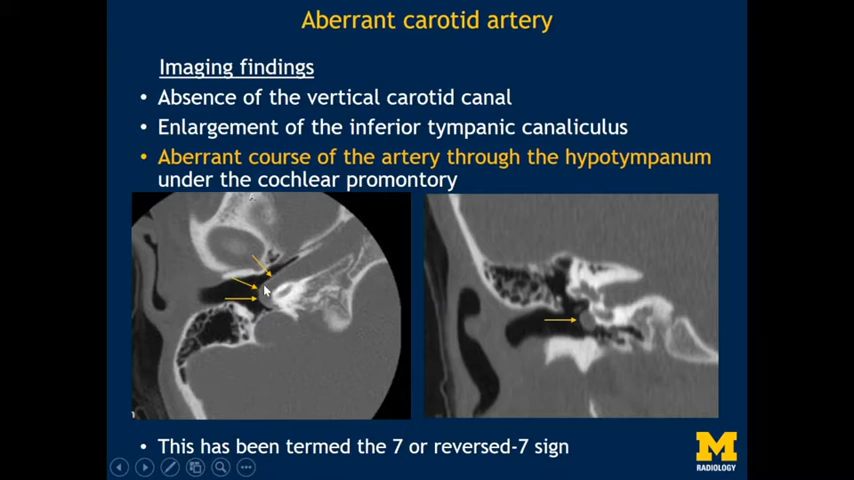 Aberrant carotid artery
Imaging findings
• Absence of the vertical carotid canal
• Enlargement of the inferior tympanic canaliculus
• Aberrant course of the artery through the hypotympanum
under the cochlear promontory
• This has been termed the 7 or reversed-7 sign
M
RADIOLOGY